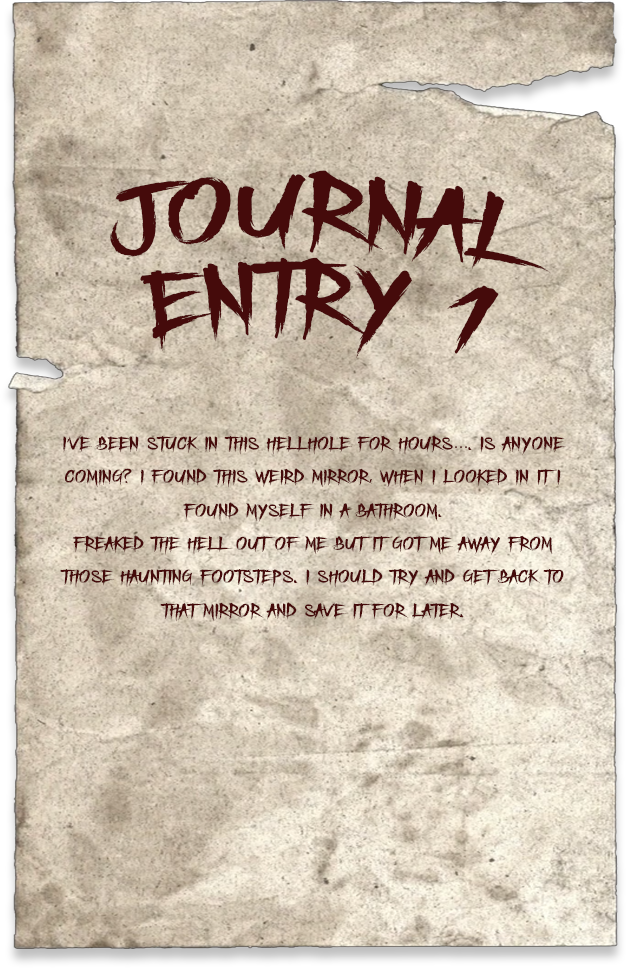 JOURNAL
ENTRY 1
I'VE BEEN STUCK IN THIS HELLHOLE FOR HOURS.... IS ANYONE
COMING? I FOUND THIS WEIRD MIRROR, WHEN I LOOKED IN IT I
FOUND MYSELF IN A BATHROOM.
FREAKED THE HELL OUT OF ME BUT IT GOT ME AWAY FROM
THOSE HAUNTING FOOTSTEPS. I SHOULD TRY AND GET BACK TO
THAT MIRROR AND SAVE IT FOR LATER.